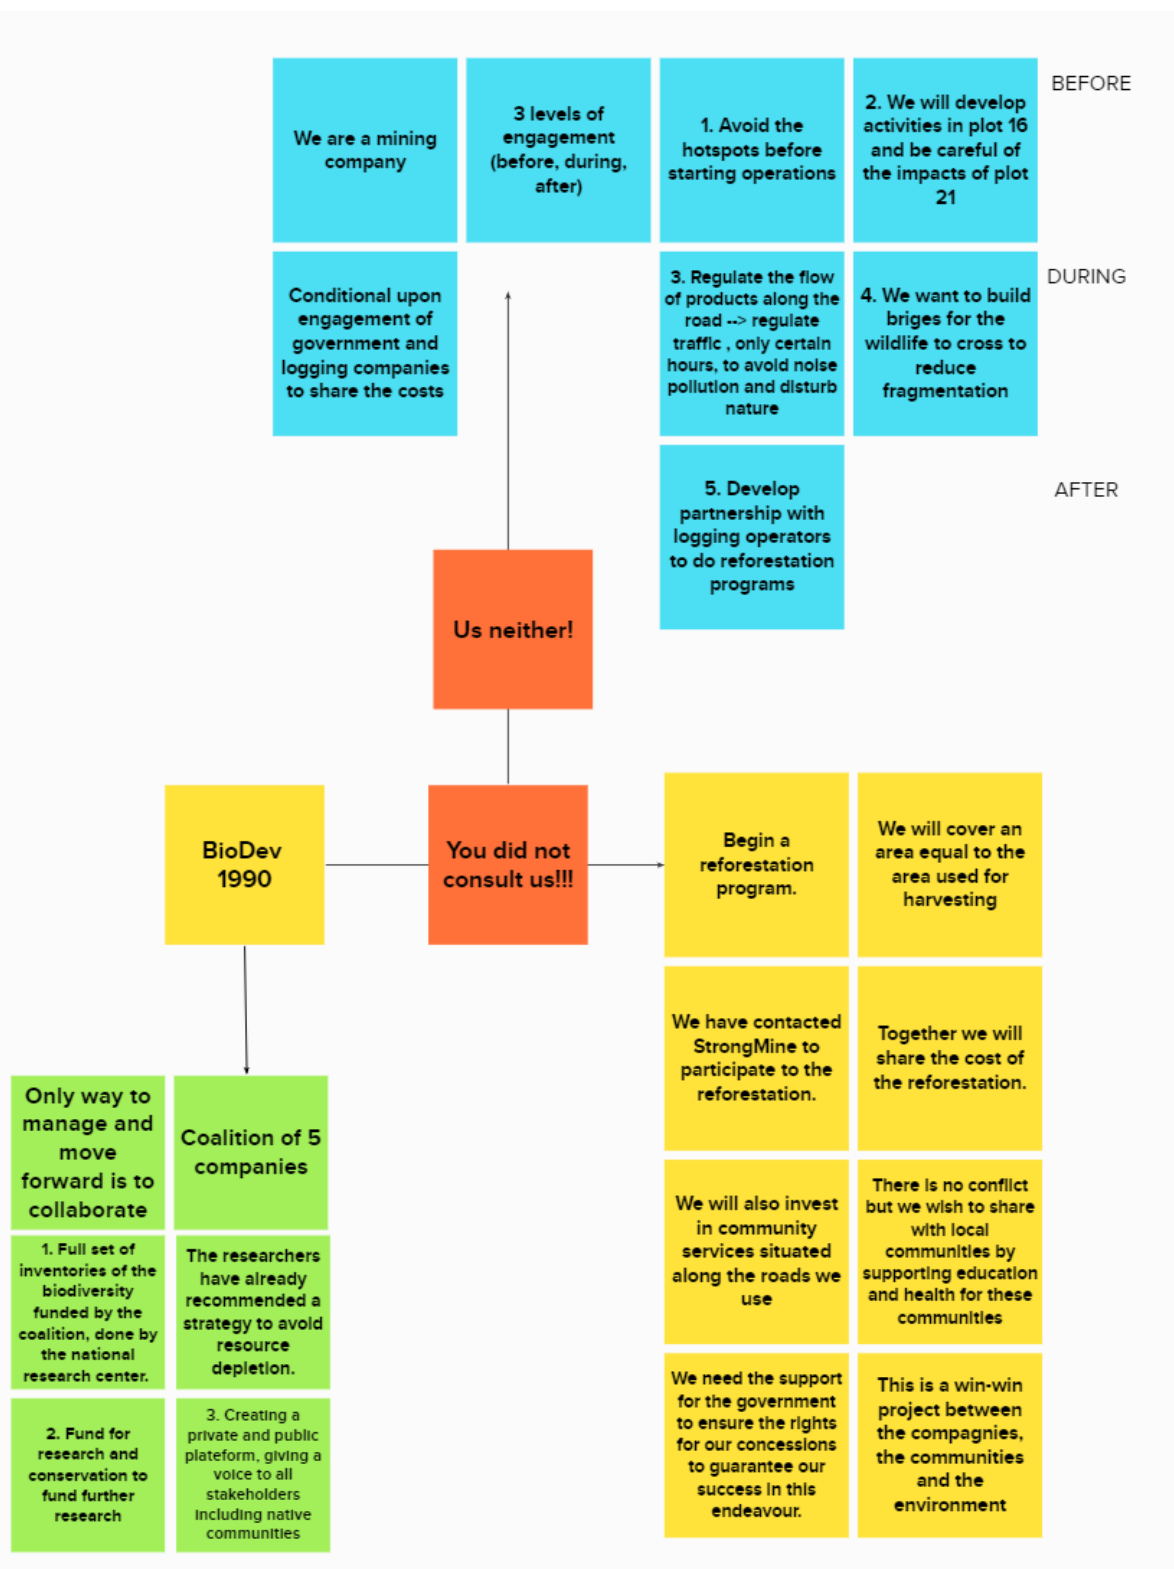 We are a mining
company
3 levels of
engagement
(before, during,
after)
1. Avoid the
hotspots before
starting operations
2. We will develop
activities in plot 16
and be careful of
the impacts of plot
21
BEFORE
Conditional upon
engagement of
government and
logging companies
to share the costs
3. Regulate the flow
of products along the
road --> regulate
traffic , only certain
hours, to avoid noise
pollution and disturb
nature
4. We want to build
briges for the
wildlife to cross to
reduce
fragmentation
DURING
5. Develop
partnership with
logging operators
to do reforestation
programs
AFTER
Us neither!
BioDev
1990
You did not
consult us!!!
Begin a
reforestation
program.
We will cover an
area equal to the
area used for
harvesting
We have contacted
StrongMine to
participate to the
reforestation.
Together we will
share the cost of
the reforestation.
Only way to
manage and
move
forward is to
collaborate
Coalition of 5
companies
We will also invest
in community
services situated
along the roads we
use
There is no conflict
but we wish to share
with local
communities by
supporting education
and health for these
communities
1. Full set of
inventories of the
biodiversity
funded by the
coalition, done by
the national
research center.
The researchers
have already
recommended a
strategy to avoid
resource
depletion.
We need the support
for the government
to ensure the rights
for our concessions
to guarantee our
success in this
endeavour.
This is a win-win
project between
the compagnies,
the communities
and the
environment
2. Fund for
research and
conservation to
fund further
research
3. Creating a
private and public
plateform, giving a
voice to all
stakeholders
including native
communities